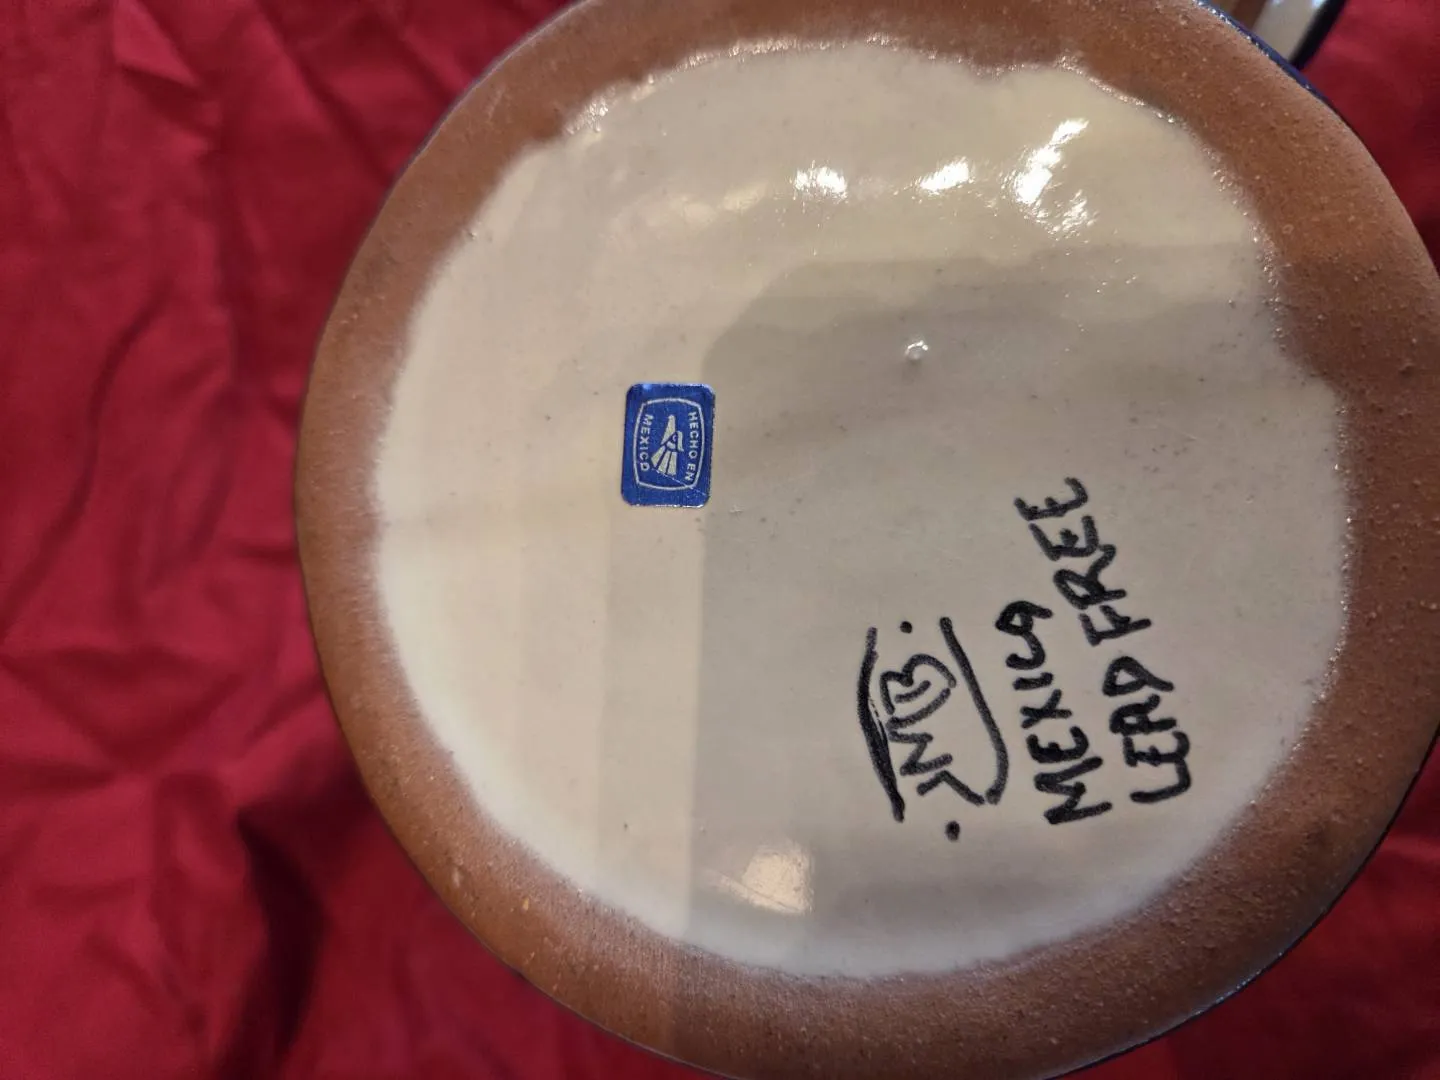 HECHO EN
MEXICO
.JMB.
MEXICO
LEAD FREE